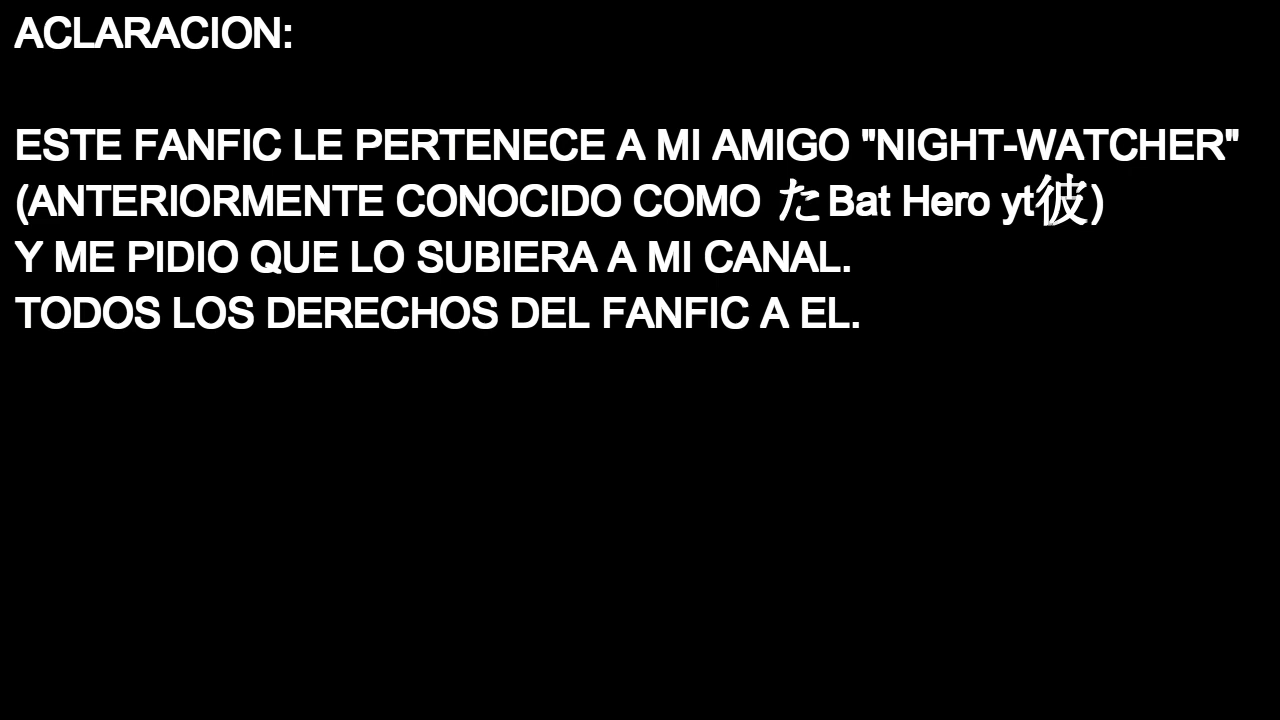 ACLARACION:
ESTE FANFIC LE PERTENECE A MI AMIGO "NIGHT-WATCHER"
(ANTERIORMENTE CONOCIDO COMO たBat Hero yt彼)
Y ME PIDIO QUE LO SUBIERA A MI CANAL.
TODOS LOS DERECHOS DEL FANFIC A EL.